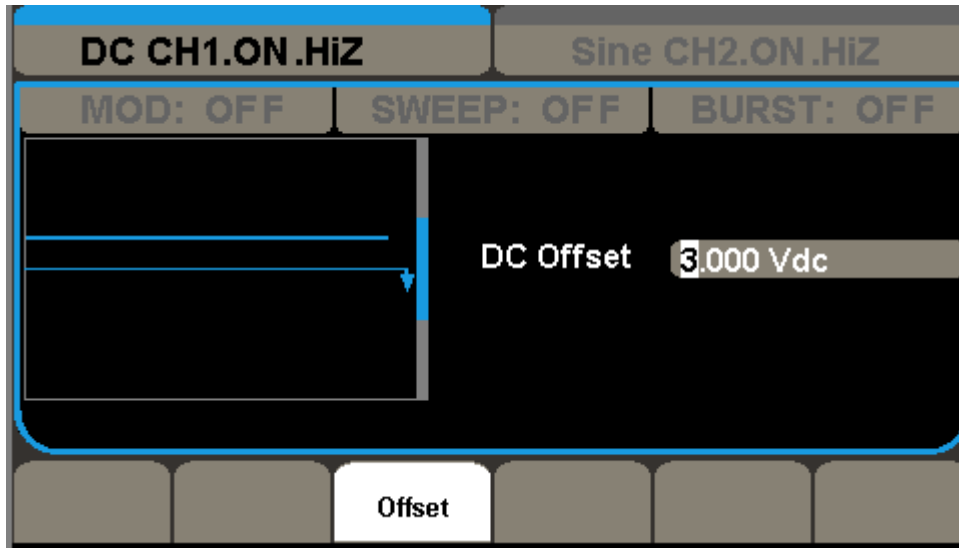 DC CH1.ON.HiZ
Sine CH2.ON.HiZ
MOD: OFF
SWEEP: OFF
BURST: OFF
DC Offset
3.000 Vdc
Offset